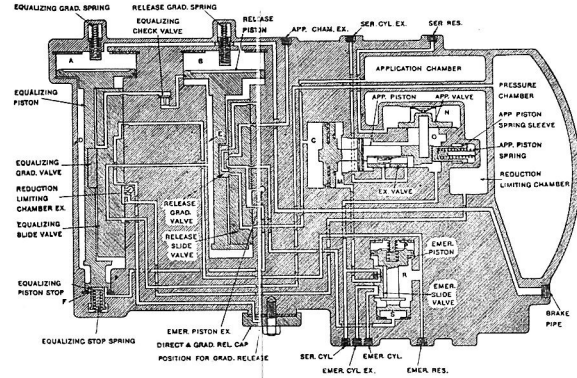 EQUALIZING GRAD. SPRING
RELEASE GRAD. SPRING
EQUALIZING
CHECK VALVE
RELEASE
PISTON
APP. CHAM. EX.
SER. CYL. EX.
SER. RES.
A
B
APPLICATION CHAMBER
PRESSURE
CHAMBER
EQUALIZING
PISTON
APP. PISTON
APP. VALVE
N
APP. PISTON
SPRING SLEEVE
APP. PISTON
SPRING
D
E
C
O
M
EX. VALVE
EQUALIZING
GRAD. VALVE
REDUCTION
LIMITING
CHAMBER EX.
EQUALIZING
SLIDE VALVE
RELEASE
GRAD.
VALVE
RELEASE
SLIDE
VALVE
REDUCTION
LIMITING CHAMBER
EMER.
PISTON
R
EMER.
SLIDE
VALVE
S
EQUALIZING
PISTON STOP
F
EQUALIZING STOP SPRING
EMER. PISTON EX.
DIRECT & GRAD. REL. CAP
POSITION FOR GRAD. RELEASE
SER. CYL.
EMER. CYL. EX.
EMER. CYL.
EMER. RES.
BRAKE
PIPE